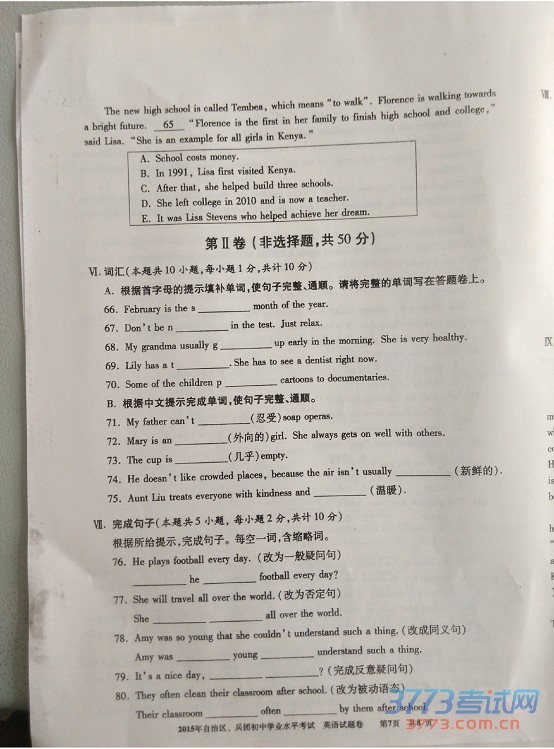 The new high school is called Tembea, which means "to walk". Florence is walking towards
a bright future. 65 "Florence is the first in her family to finish high school and college,"
said Lisa. "She is an example for all girls in Kenya."
A. School costs money.
B. In 1991, Lisa first visited Kenya.
C. After that, she helped build three schools.
D. She left college in 2010 and is now a teacher.
E. It was Lisa Stevens who helped achieve her dream.
第Ⅱ卷(非选择题,共50分)
Ⅵ. 词汇(本题共10小题,每小题1分,共计10分)
A. 根据首字母的提示填补单词,使句子完整、通顺。请将完整的单词写在答题卷上。
66. February is the s________ month of the year.
67. Don't be n________ in the test. Just relax.
68. My grandma usually g________ up early in the morning. She is very healthy.
69. Lily has a t________. She has to see a dentist right now.
70. Some of the children p________ cartoons to documentaries.
B. 根据中文提示完成单词,使句子完整、通顺。
71. My father can't ________(忍受)soap operas.
72. Mary is an ________(外向的)girl. She always gets on well with others.
73. The cup is ________(几乎)empty.
74. He doesn't like crowded places, because the air isn't usually ________ (新鲜的).
75. Aunt Liu treats everyone with kindness and ________ (温暖).
Ⅶ. 完成句子(本题共5小题,每小题2分,共计10分)
根据所给提示,完成句子。每空一词,含缩略词。
76. He plays football every day. (改为一般疑问句)
________ he ________ football every day?
77. She will travel all over the world. (改为否定句)
She ________ ________ all over the world.
78. Amy was so young that she couldn't understand such a thing. (改成同义句)
Amy was ________ young ________ understand such a thing.
79. It's a nice day, ________ ________? (完成反意疑问句)
80. They often clean their classroom after school. (改为被动语态)
Their classroom ________ often ________ by them after school.
2015年自治区、兵团初中学业水平考试 英语试题卷 第7页 共8页
3773考试网
3773.com.cn